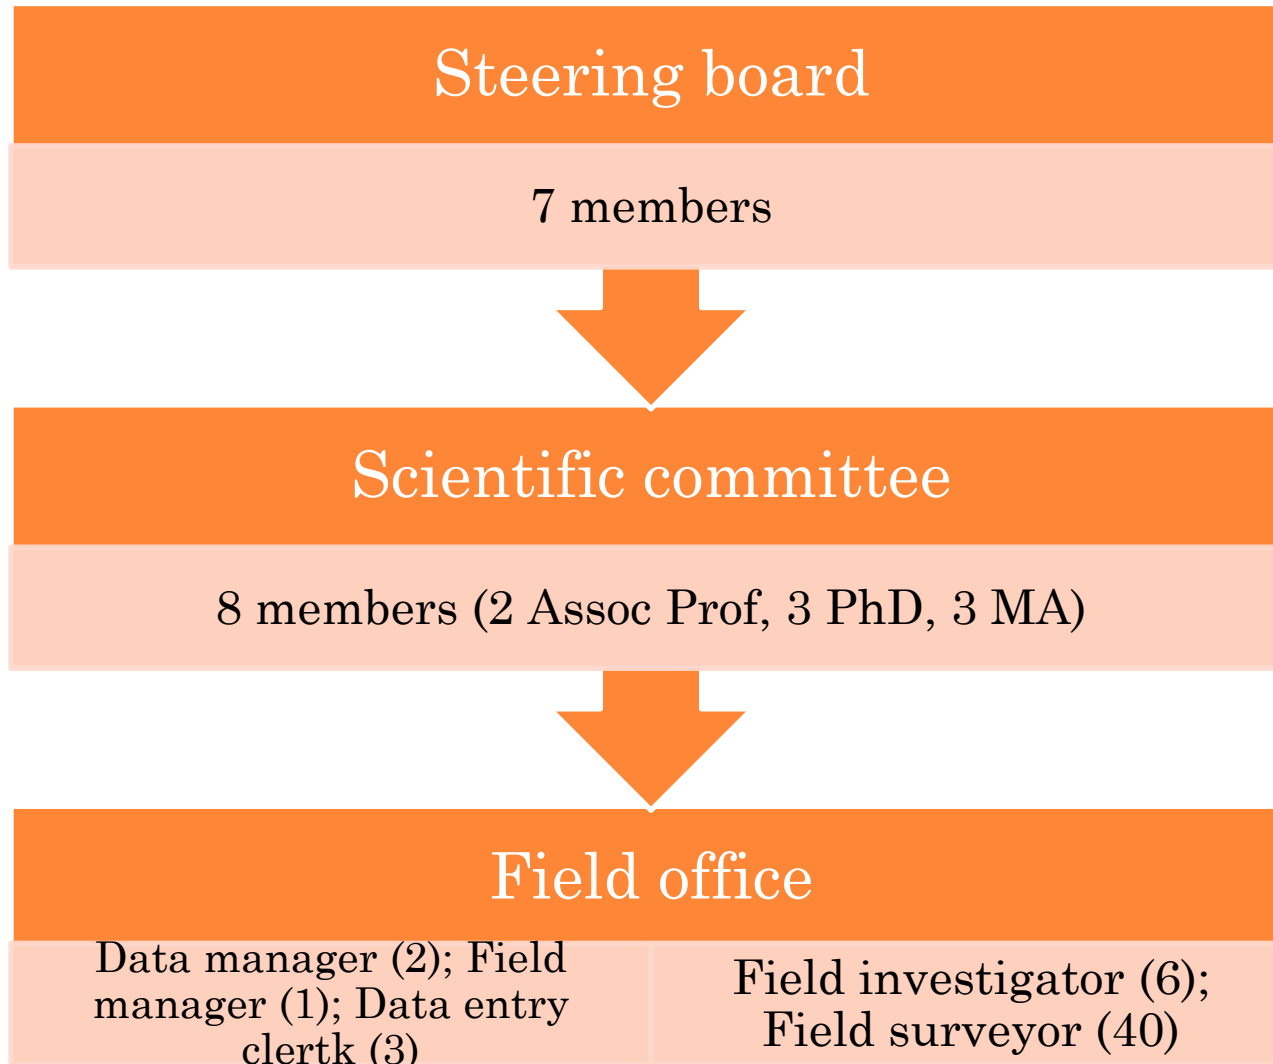 Steering board
7 members
Scientific committee
8 members (2 Assoc Prof, 3 PhD, 3 MA)
Field office
Data manager (2); Field
manager (1); Data entry
clertk (3)
Field investigator (6);
Field surveyor (40)